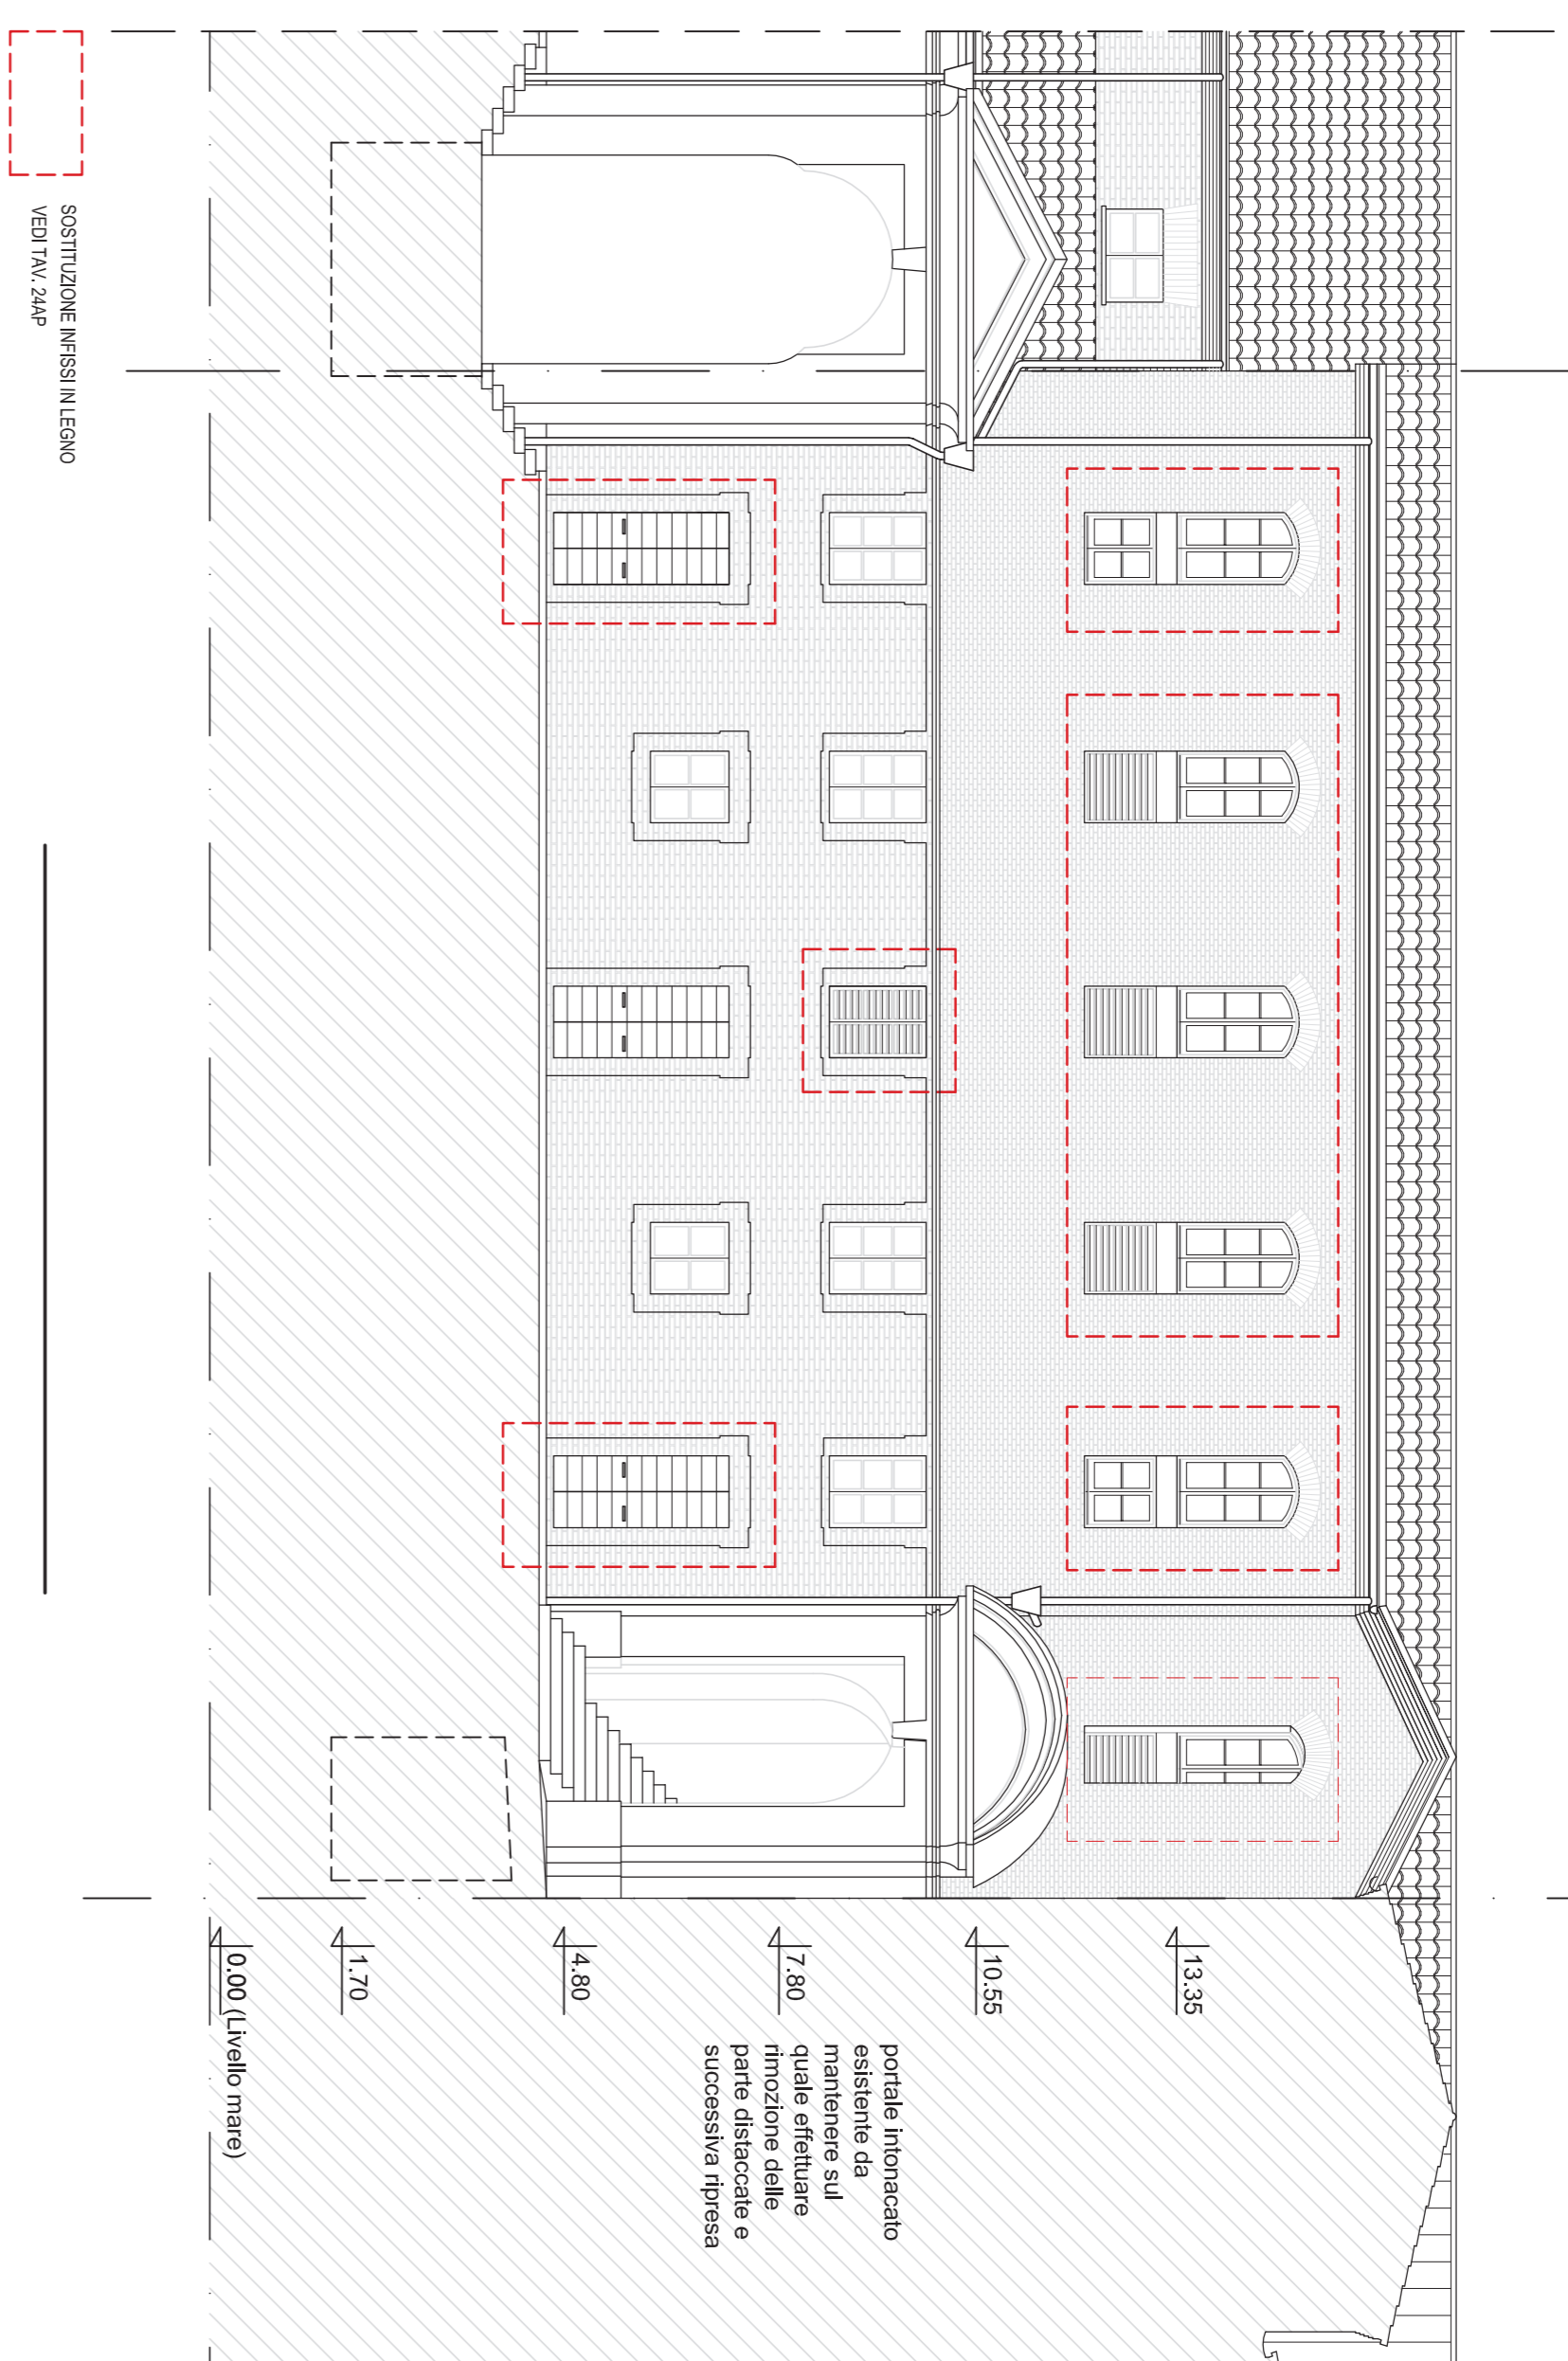 13.35
10.55
7.80
4.80
1.70
0.00 (Livello mare)
portale intonacato
esistente da
mantenere sul
quale effettuare
rimozione delle
parte distaccate e
successiva ripresa
SOSTITUZIONE INFISSI IN LEGNO
VEDI TAV. 24AP